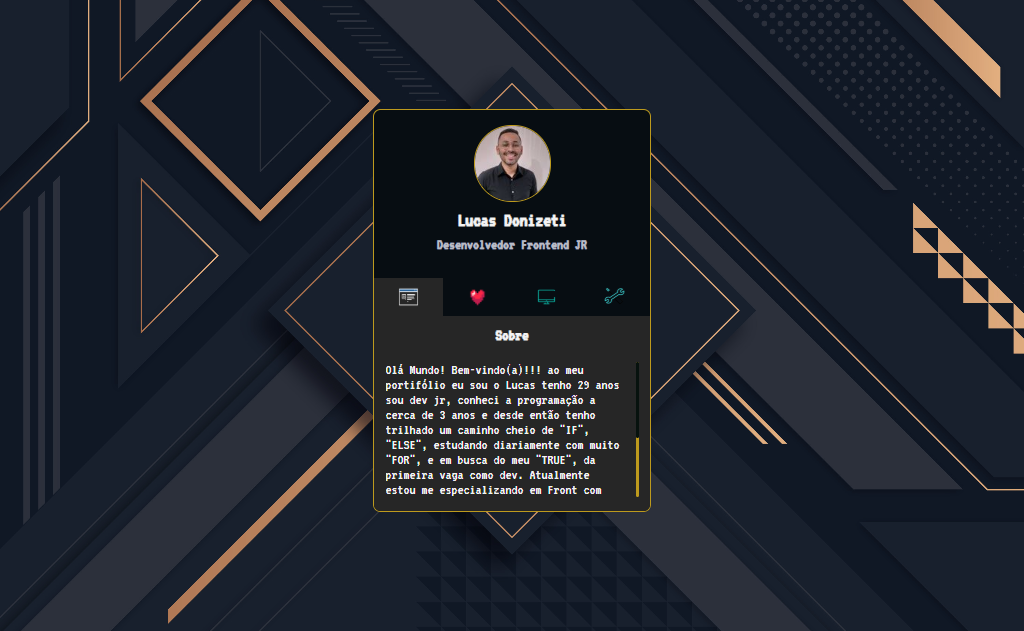 Lucas Donizeti
Desenvolvedor Frontend JR
Sobre
Olá Mundo! Bem-vindo(a)!!! ao meu
portifólio eu sou o Lucas tenho 29 anos
sou dev jr, conheci a programação a
cerca de 3 anos e desde então tenho
trilhado um caminho cheio de "IF",
"ELSE", estudando diariamente com muito
"FOR", e em busca do meu "TRUE", da
primeira vaga como dev. Atualmente
estou me especializando em Front com